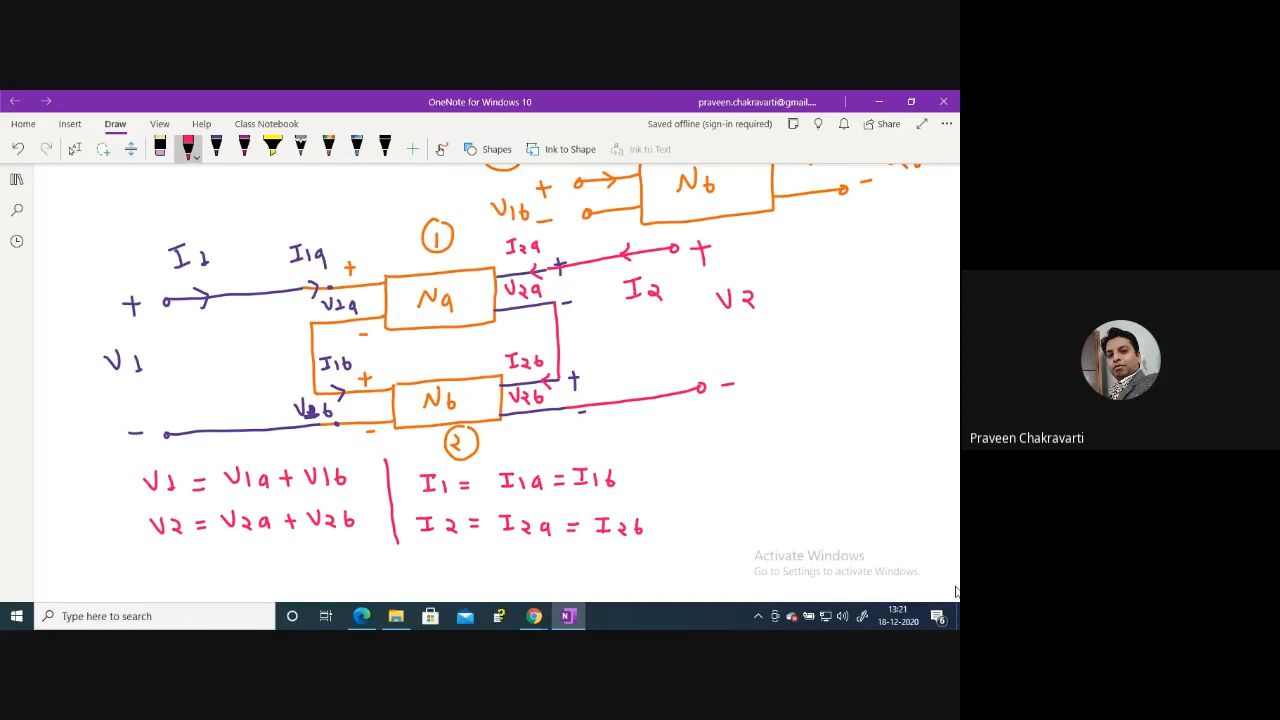 OneNote for Windows 10
praveen.chakravarti@gmail....
Home Insert Draw View Help Class Notebook
Saved offline (sign-in required)
Share
Shapes
Ink to Shape
Ink to Text
+
V1b
-
Nb
-
1
I1 I1a + I2a + +
+ V1a Na V2a - I2 V2
-
V1 I1b + I2b +
Nb V2b -
- - 2 -
V1 = V1a + V1b
V2 = V2a + V2b
I1 = I1a = I1b
I2 = I2a = I2b
Activate Windows
Go to Settings to activate Windows.
Praveen Chakravarti
Type here to search
13:21
18-12-2020
6